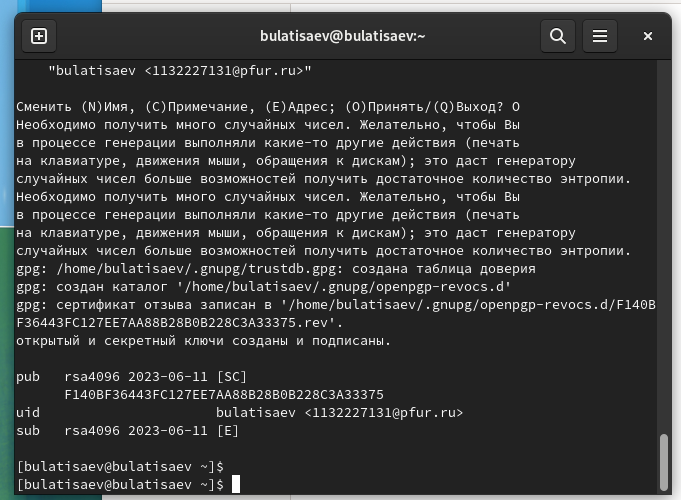 bulatisaev@bulatisaev:~
"bulatisaev <1132227131@pfur.ru>"
Сменить (N)Имя, (C)Примечание, (E)Адрес; (O)Принять/(Q)Выход? O
Необходимо получить много случайных чисел. Желательно, чтобы Вы
в процессе генерации выполняли какие-то другие действия (печать
на клавиатуре, движения мыши, обращения к дискам); это даст генератору
случайных чисел больше возможностей получить достаточное количество энтропии.
Необходимо получить много случайных чисел. Желательно, чтобы Вы
в процессе генерации выполняли какие-то другие действия (печать
на клавиатуре, движения мыши, обращения к дискам); это даст генератору
случайных чисел больше возможностей получить достаточное количество энтропии.
gpg: /home/bulatisaev/.gnupg/trustdb.gpg: создана таблица доверия
gpg: создан каталог '/home/bulatisaev/.gnupg/openpgp-revocs.d'
gpg: сертификат отзыва записан в '/home/bulatisaev/.gnupg/openpgp-revocs.d/F140B
F36443FC127EE7AA88B28B0B228C3A33375.rev'.
открытый и секретный ключи созданы и подписаны.
pub   rsa4096 2023-06-11 [SC]
F140BF36443FC127EE7AA88B28B0B228C3A33375
uid                      bulatisaev <1132227131@pfur.ru>
sub   rsa4096 2023-06-11 [E]
[bulatisaev@bulatisaev ~]$
[bulatisaev@bulatisaev ~]$